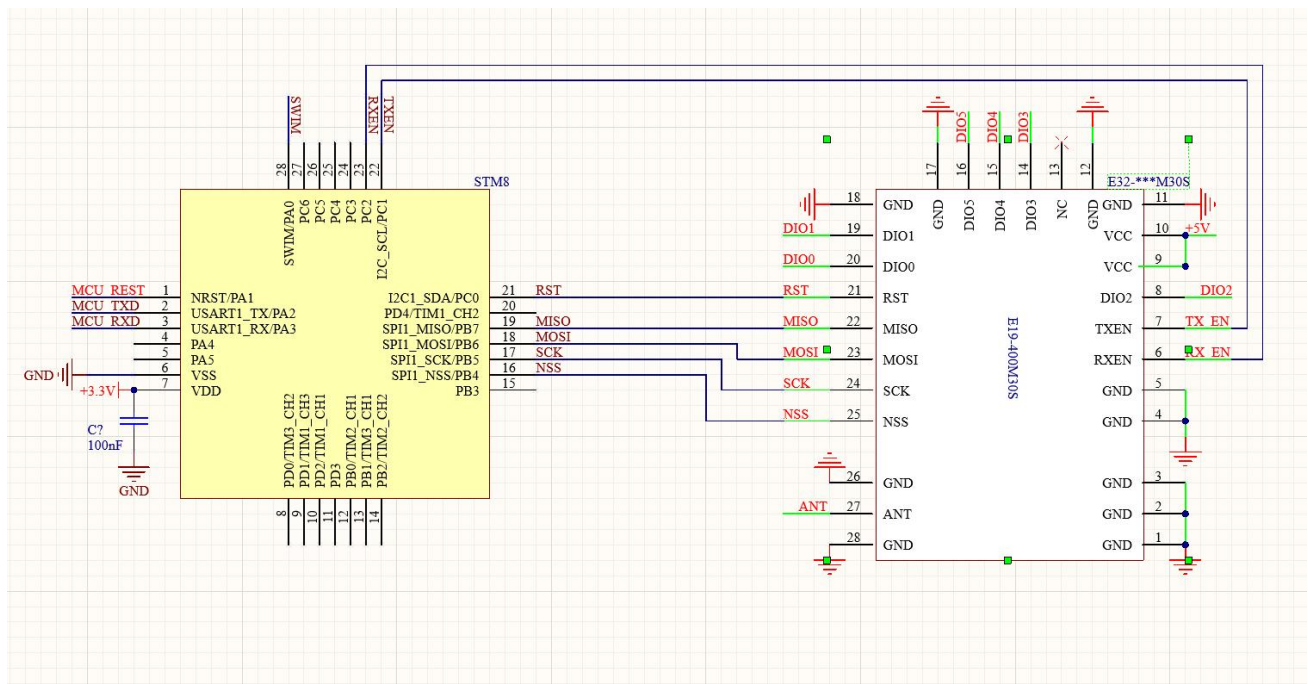 SWIM
RXEN
TXEN
28
27
26
25
24
23
22
STM8
SWIM/PA0
PC6
PC5
PC4
PC3
PC2
I2C_SCL/PC1
MCU_REST 1 NRST/PA1
MCU_TXD 2 USART1_TX/PA2
MCU_RXD 3 USART1_RX/PA3
4 PA4
5 PA5
GND 6 VSS
+3.3V 7 VDD
C?
100nF
GND
I2C1_SDA/PC0 21 RST
PD4/TIM1_CH2 20
SPI1_MISO/PB7 19 MISO
SPI1_MOSI/PB6 18 MOSI
SPI1_SCK/PB5 17 SCK
SPI1_NSS/PB4 16 NSS
PB3 15
PD0/TIM3_CH2
PD1/TIM1_CH3
PD2/TIM1_CH1
PD3
PB0/TIM2_CH1
PB1/TIM3_CH1
PB2/TIM2_CH2
8
9
10
11
12
13
14
DIO5
DIO4
DIO3
17
16
15
14
13
12
E32-***M30S
GND
DIO5
DIO4
DIO3
NC
GND
18 GND
DIO1 19 DIO1
DIO0 20 DIO0
RST 21 RST
MISO 22 MISO
MOSI 23 MOSI
SCK 24 SCK
NSS 25 NSS
26 GND
ANT 27 ANT
28 GND
E19-400M30S
GND 11
VCC 10 +5V
VCC 9
DIO2 8 DIO2
TXEN 7 TX_EN
RXEN 6 RX_EN
GND 5
GND 4
GND 3
GND 2
GND 1